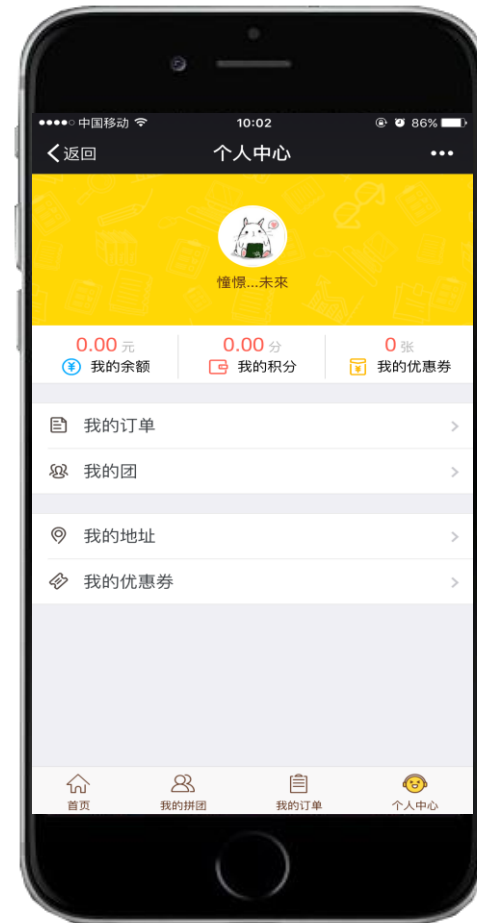 中国移动 10:02 86%
返回 个人中心
憧憬...未來
0.00 元 0.00 分 0 张
我的余额 我的积分 我的优惠券
我的订单
我的团
我的地址
我的优惠券
首页 我的拼团 我的订单 个人中心